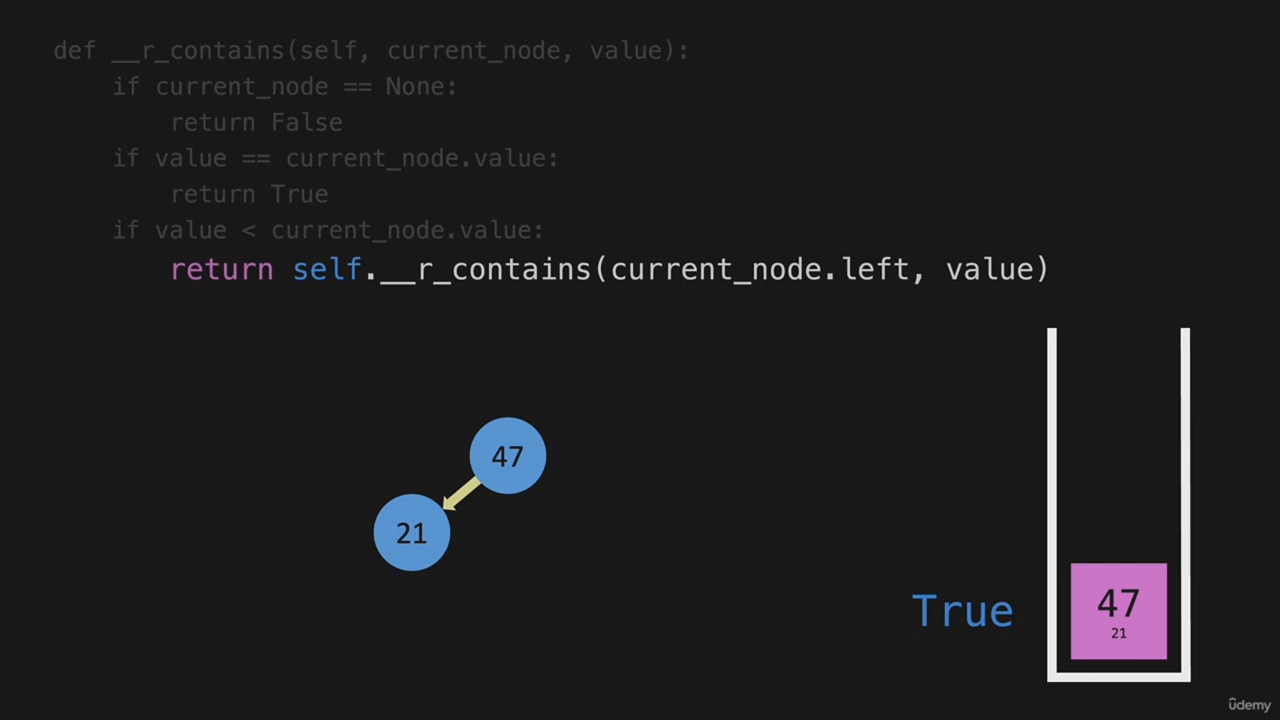 def __r_contains(self, current_node, value):
    if current_node == None:
        return False
    if value == current_node.value:
        return True
    if value < current_node.value:
        return self.__r_contains(current_node.left, value)
47
21
True
47
21
ûdemy